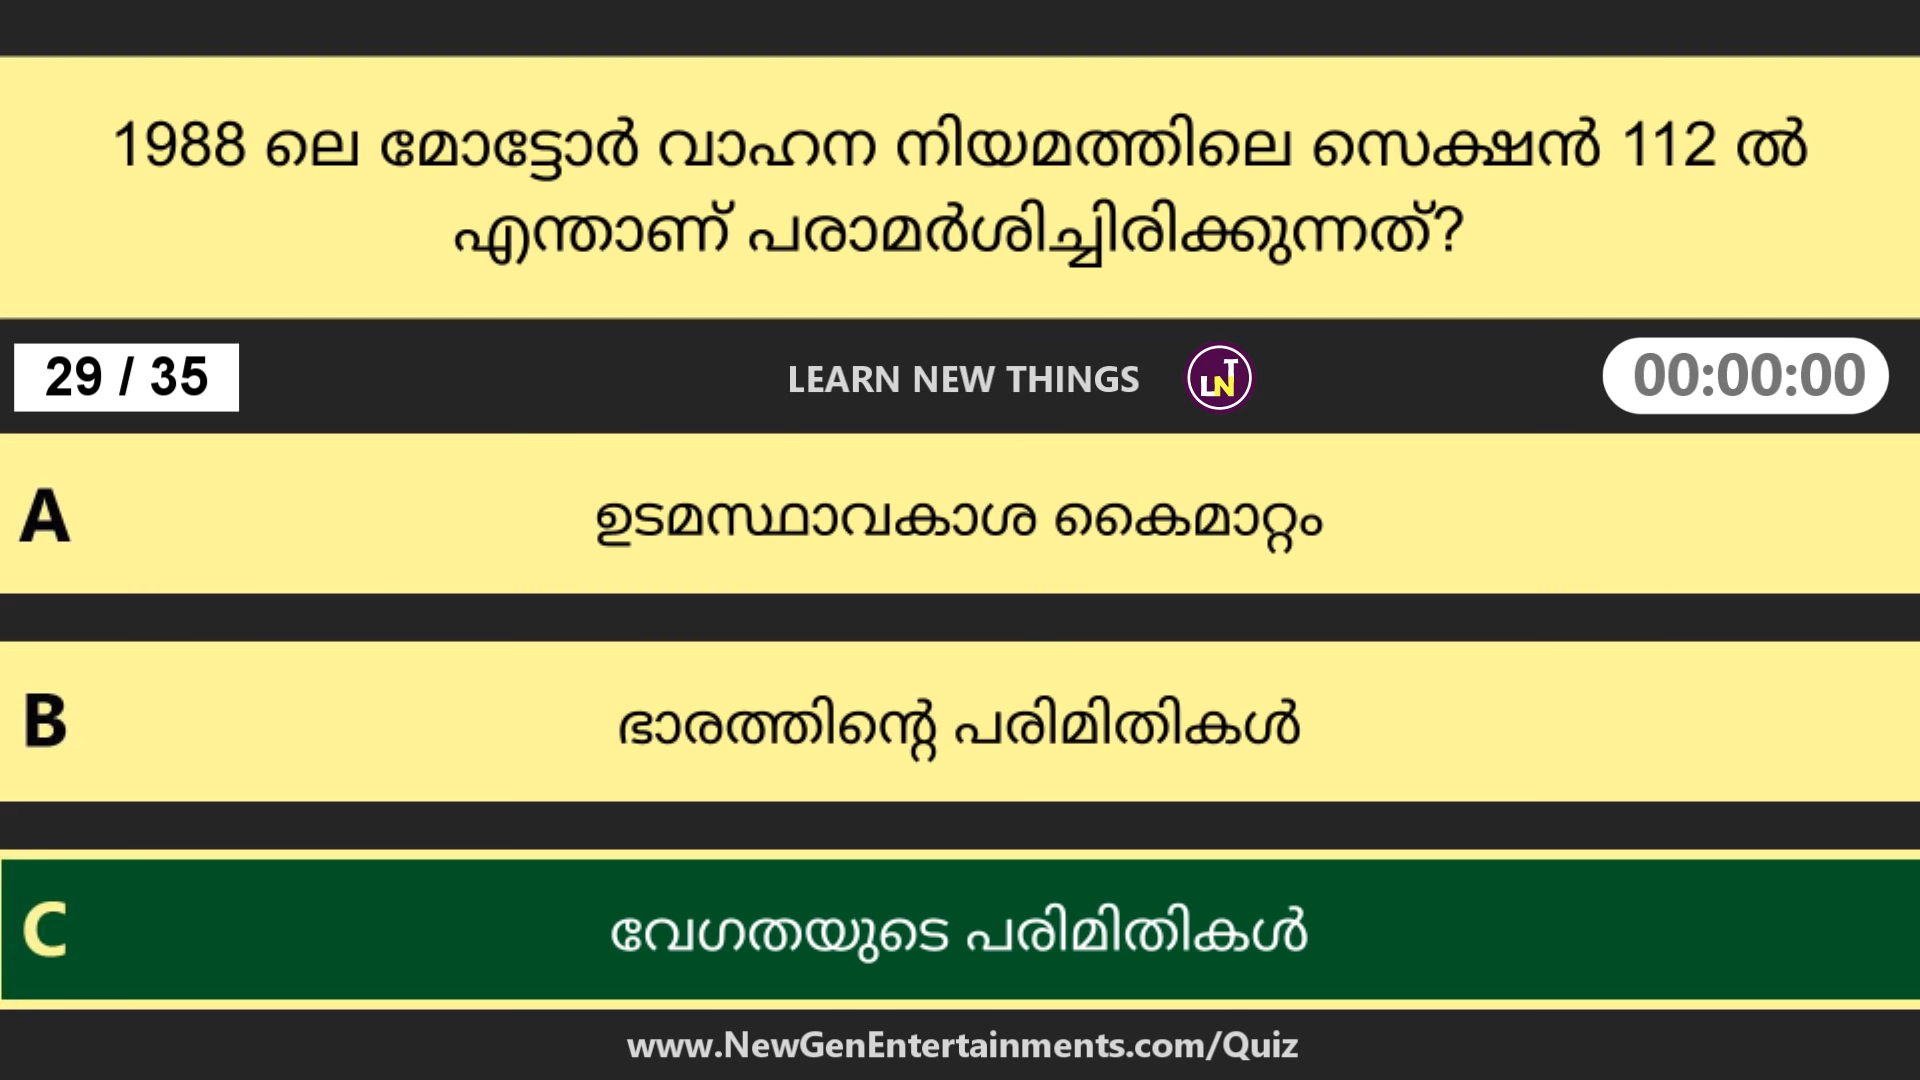 1988 ലെ മോട്ടോർ വാഹന നിയമത്തിലെ സെക്ഷൻ 112 ൽ
എന്താണ് പരാമർശിച്ചിരിക്കുന്നത്?
29 / 35
LEARN NEW THINGS
LNT
00:00:00
A
ഉടമസ്ഥാവകാശ കൈമാറ്റം
B
ഭാരത്തിന്റെ പരിമിതികൾ
C
വേഗതയുടെ പരിമിതികൾ
www.NewGenEntertainments.com/Quiz